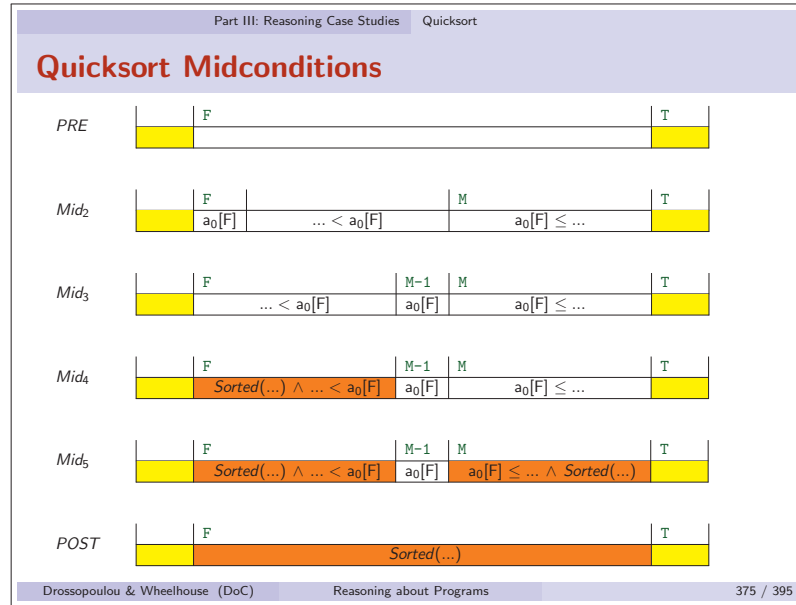 Part III: Reasoning Case Studies Quicksort
Quicksort Midconditions
PRE F T
Mid₂ F M T
a₀[F] ... < a₀[F] a₀[F] ≤ ...
Mid₃ F M-1 M T
... < a₀[F] a₀[F] a₀[F] ≤ ...
Mid₄ F M-1 M T
Sorted(...) ∧ ... < a₀[F] a₀[F] a₀[F] ≤ ...
Mid₅ F M-1 M T
Sorted(...) ∧ ... < a₀[F] a₀[F] a₀[F] ≤ ... ∧ Sorted(...)
POST F T
Sorted(...)
Drossopoulou & Wheelhouse (DoC) Reasoning about Programs 375 / 395